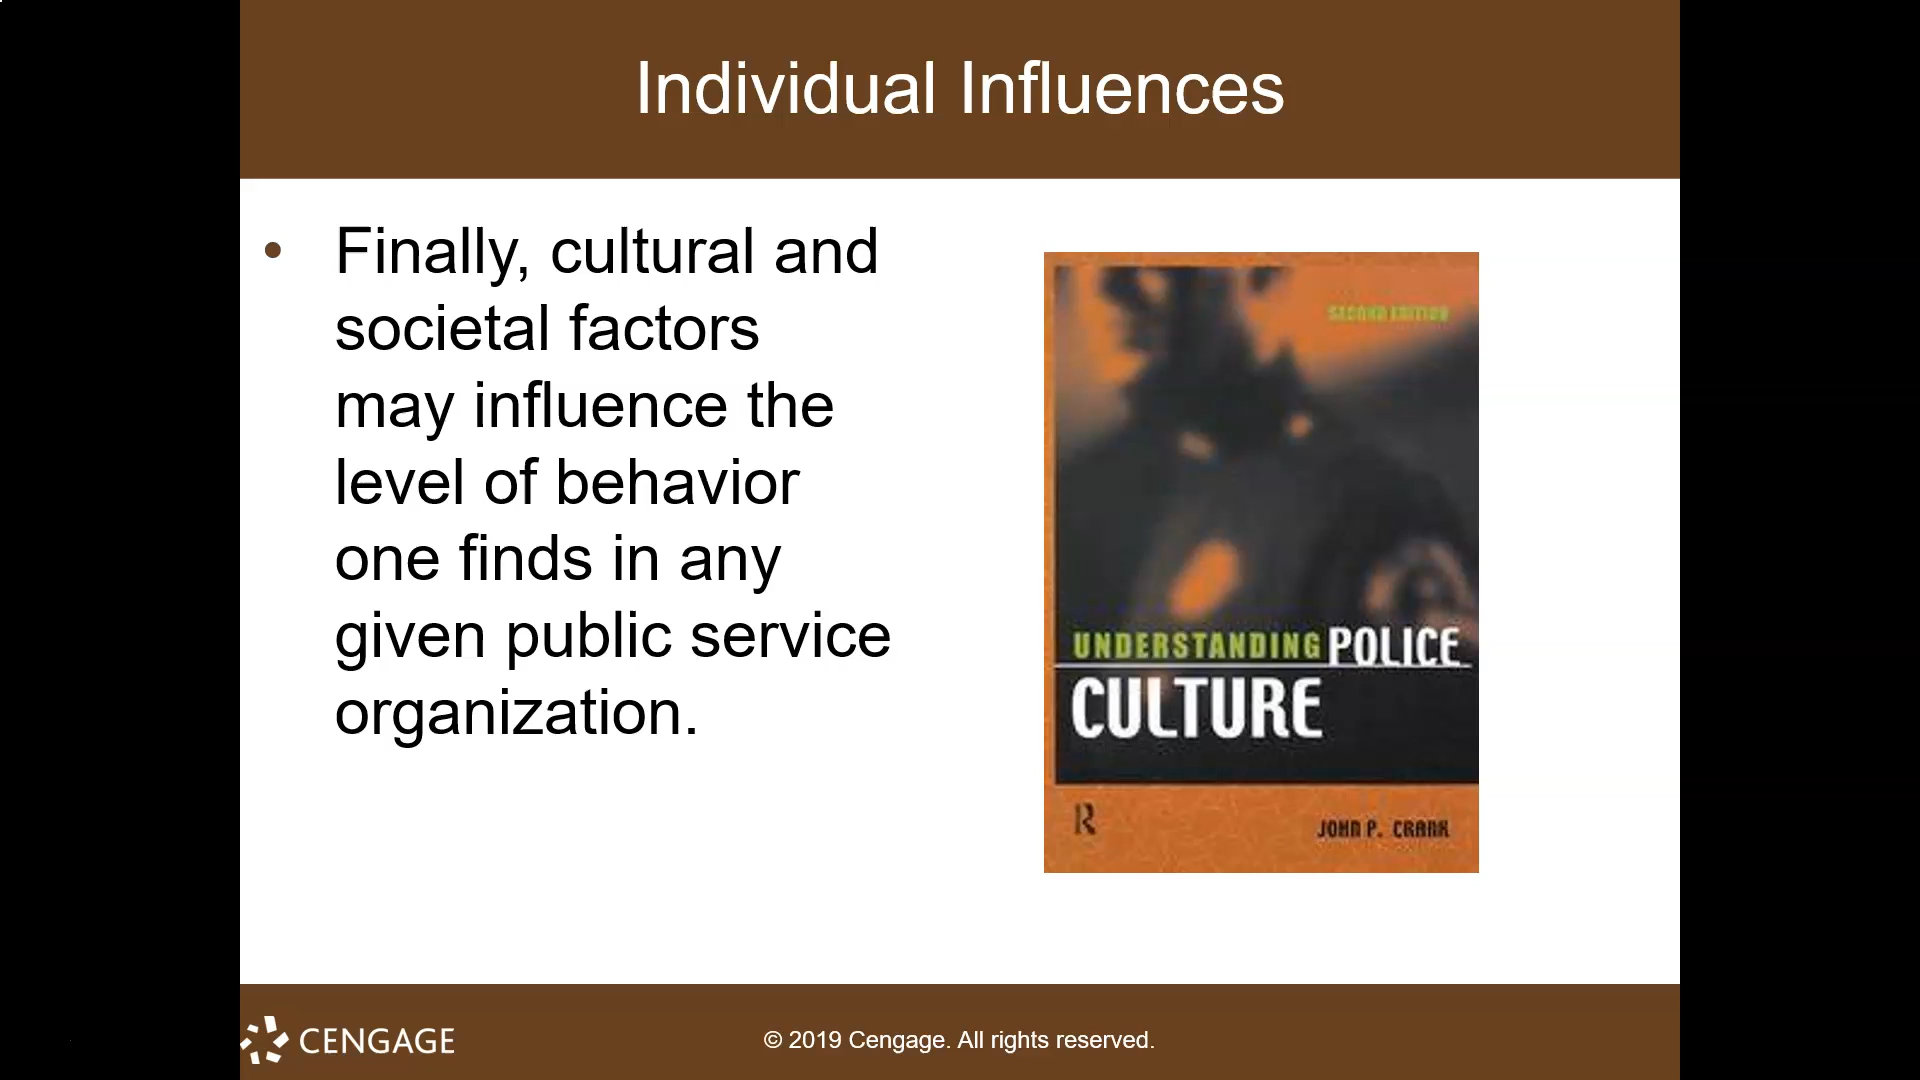 Individual Influences
• Finally, cultural and
societal factors
may influence the
level of behavior
one finds in any
given public service
organization.
SECOND EDITION
UNDERSTANDING POLICE
CULTURE
R
JOHN P. CRANK
CENGAGE
© 2019 Cengage. All rights reserved.